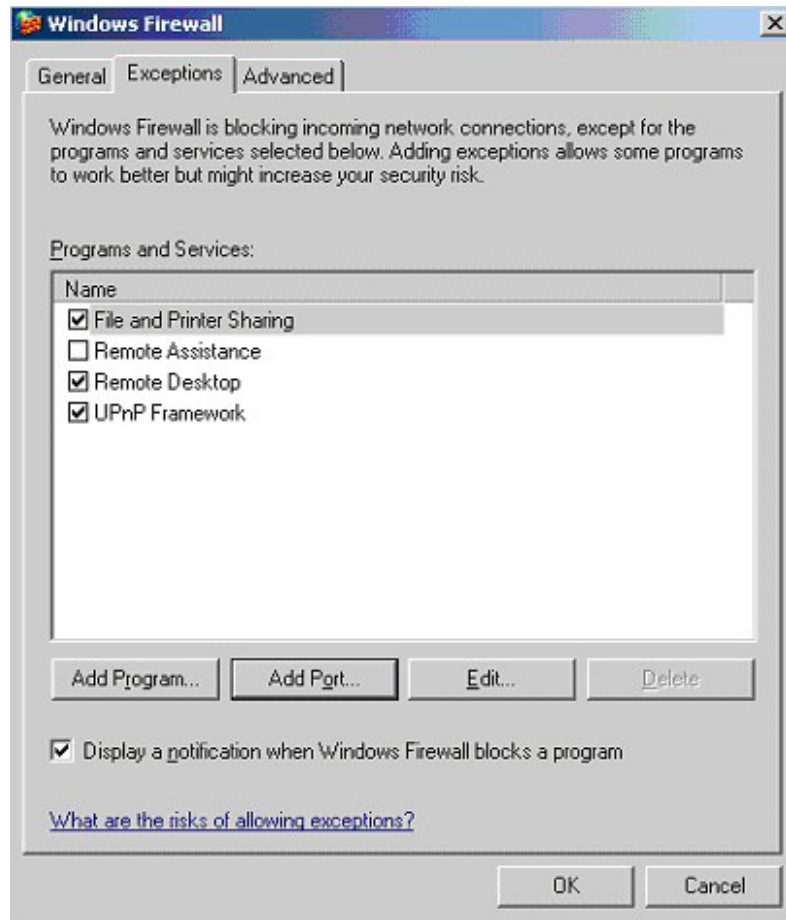 Windows Firewall
General
Exceptions
Advanced
Windows Firewall is blocking incoming network connections, except for the
programs and services selected below. Adding exceptions allows some programs
to work better but might increase your security risk.
Programs and Services:
Name
File and Printer Sharing
Remote Assistance
Remote Desktop
UPnP Framework
Add Program...
Add Port...
Edit...
Delete
Display a notification when Windows Firewall blocks a program
What are the risks of allowing exceptions?
OK
Cancel